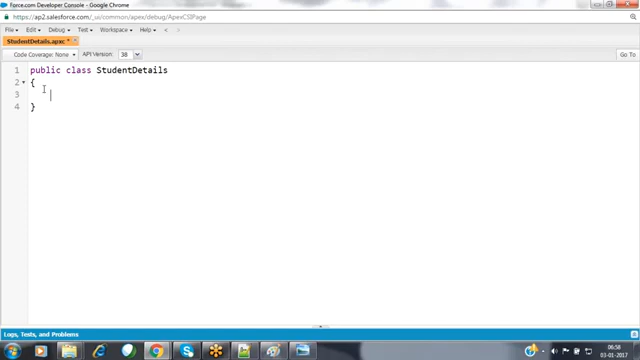 Force.com Developer Console - Google Chrome
https://ap2.salesforce.com/_ui/common/apex/debug/ApexCSIPage
File Edit Debug Test Workspace Help < >
StudentDetails.apxc *
Code Coverage: None API Version: 38 Go To
1 public class StudentDetails
2 {
3
4 }
Logs, Tests, and Problems
06:58
03-01-2017